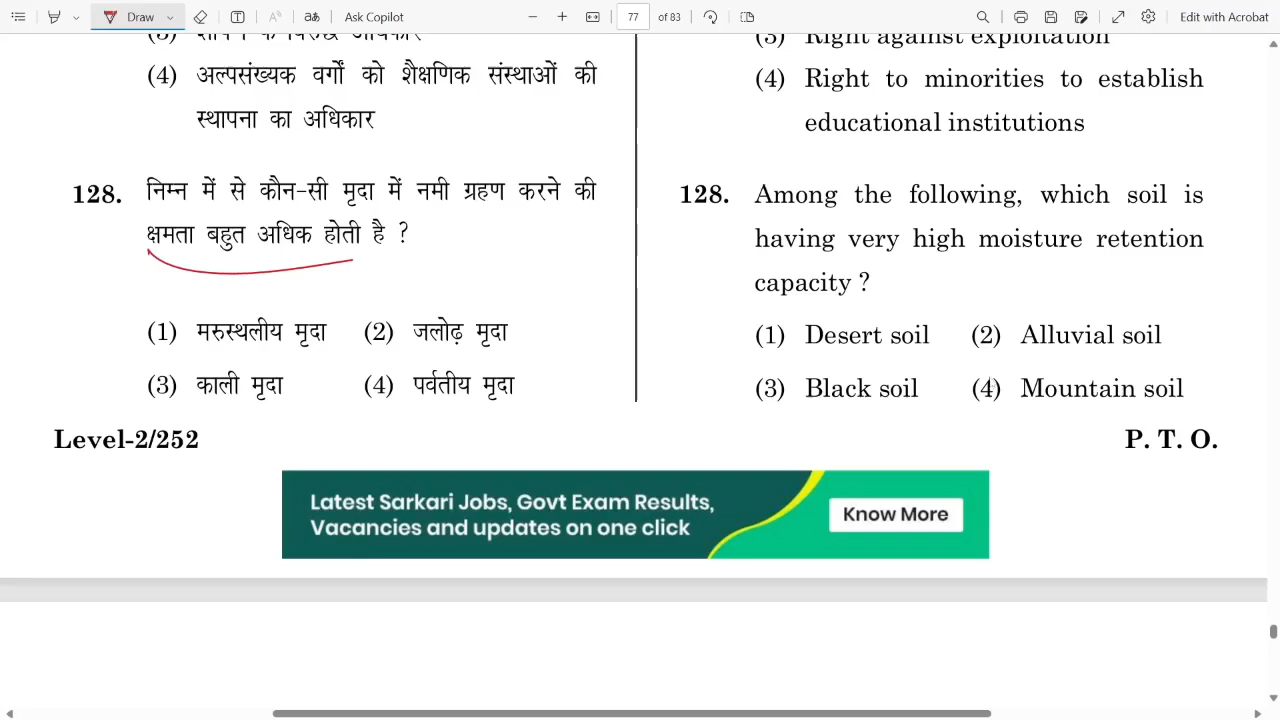 Draw
Ask Copilot
77 of 83
Edit with Acrobat
(3) शोषण के विरुद्ध अधिकार
(4) अल्पसंख्यक वर्गों को शैक्षणिक संस्थाओं की
स्थापना का अधिकार
128. निम्न में से कौन-सी मृदा में नमी ग्रहण करने की
क्षमता बहुत अधिक होती है ?
(1) मरुस्थलीय मृदा (2) जलोढ़ मृदा
(3) काली मृदा (4) पर्वतीय मृदा
(3) Right against exploitation
(4) Right to minorities to establish
educational institutions
128. Among the following, which soil is
having very high moisture retention
capacity ?
(1) Desert soil (2) Alluvial soil
(3) Black soil (4) Mountain soil
Level-2/252
P. T. O.
Latest Sarkari Jobs, Govt Exam Results,
Vacancies and updates on one click
Know More